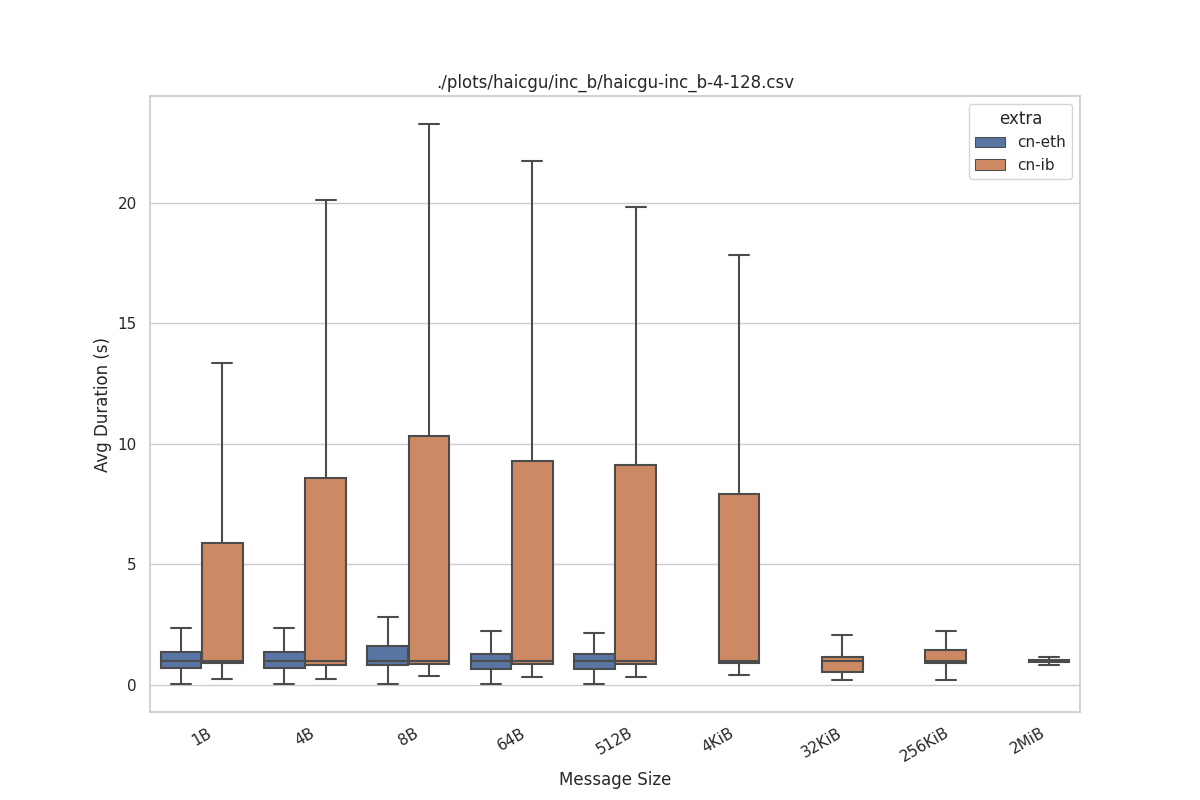 ./plots/haicgu/inc_b/haicgu-inc_b-4-128.csv
extra
cn-eth
cn-ib
Avg Duration (s)
20
15
10
5
0
1B
4B
8B
64B
512B
4KiB
32KiB
256KiB
2MiB
Message Size